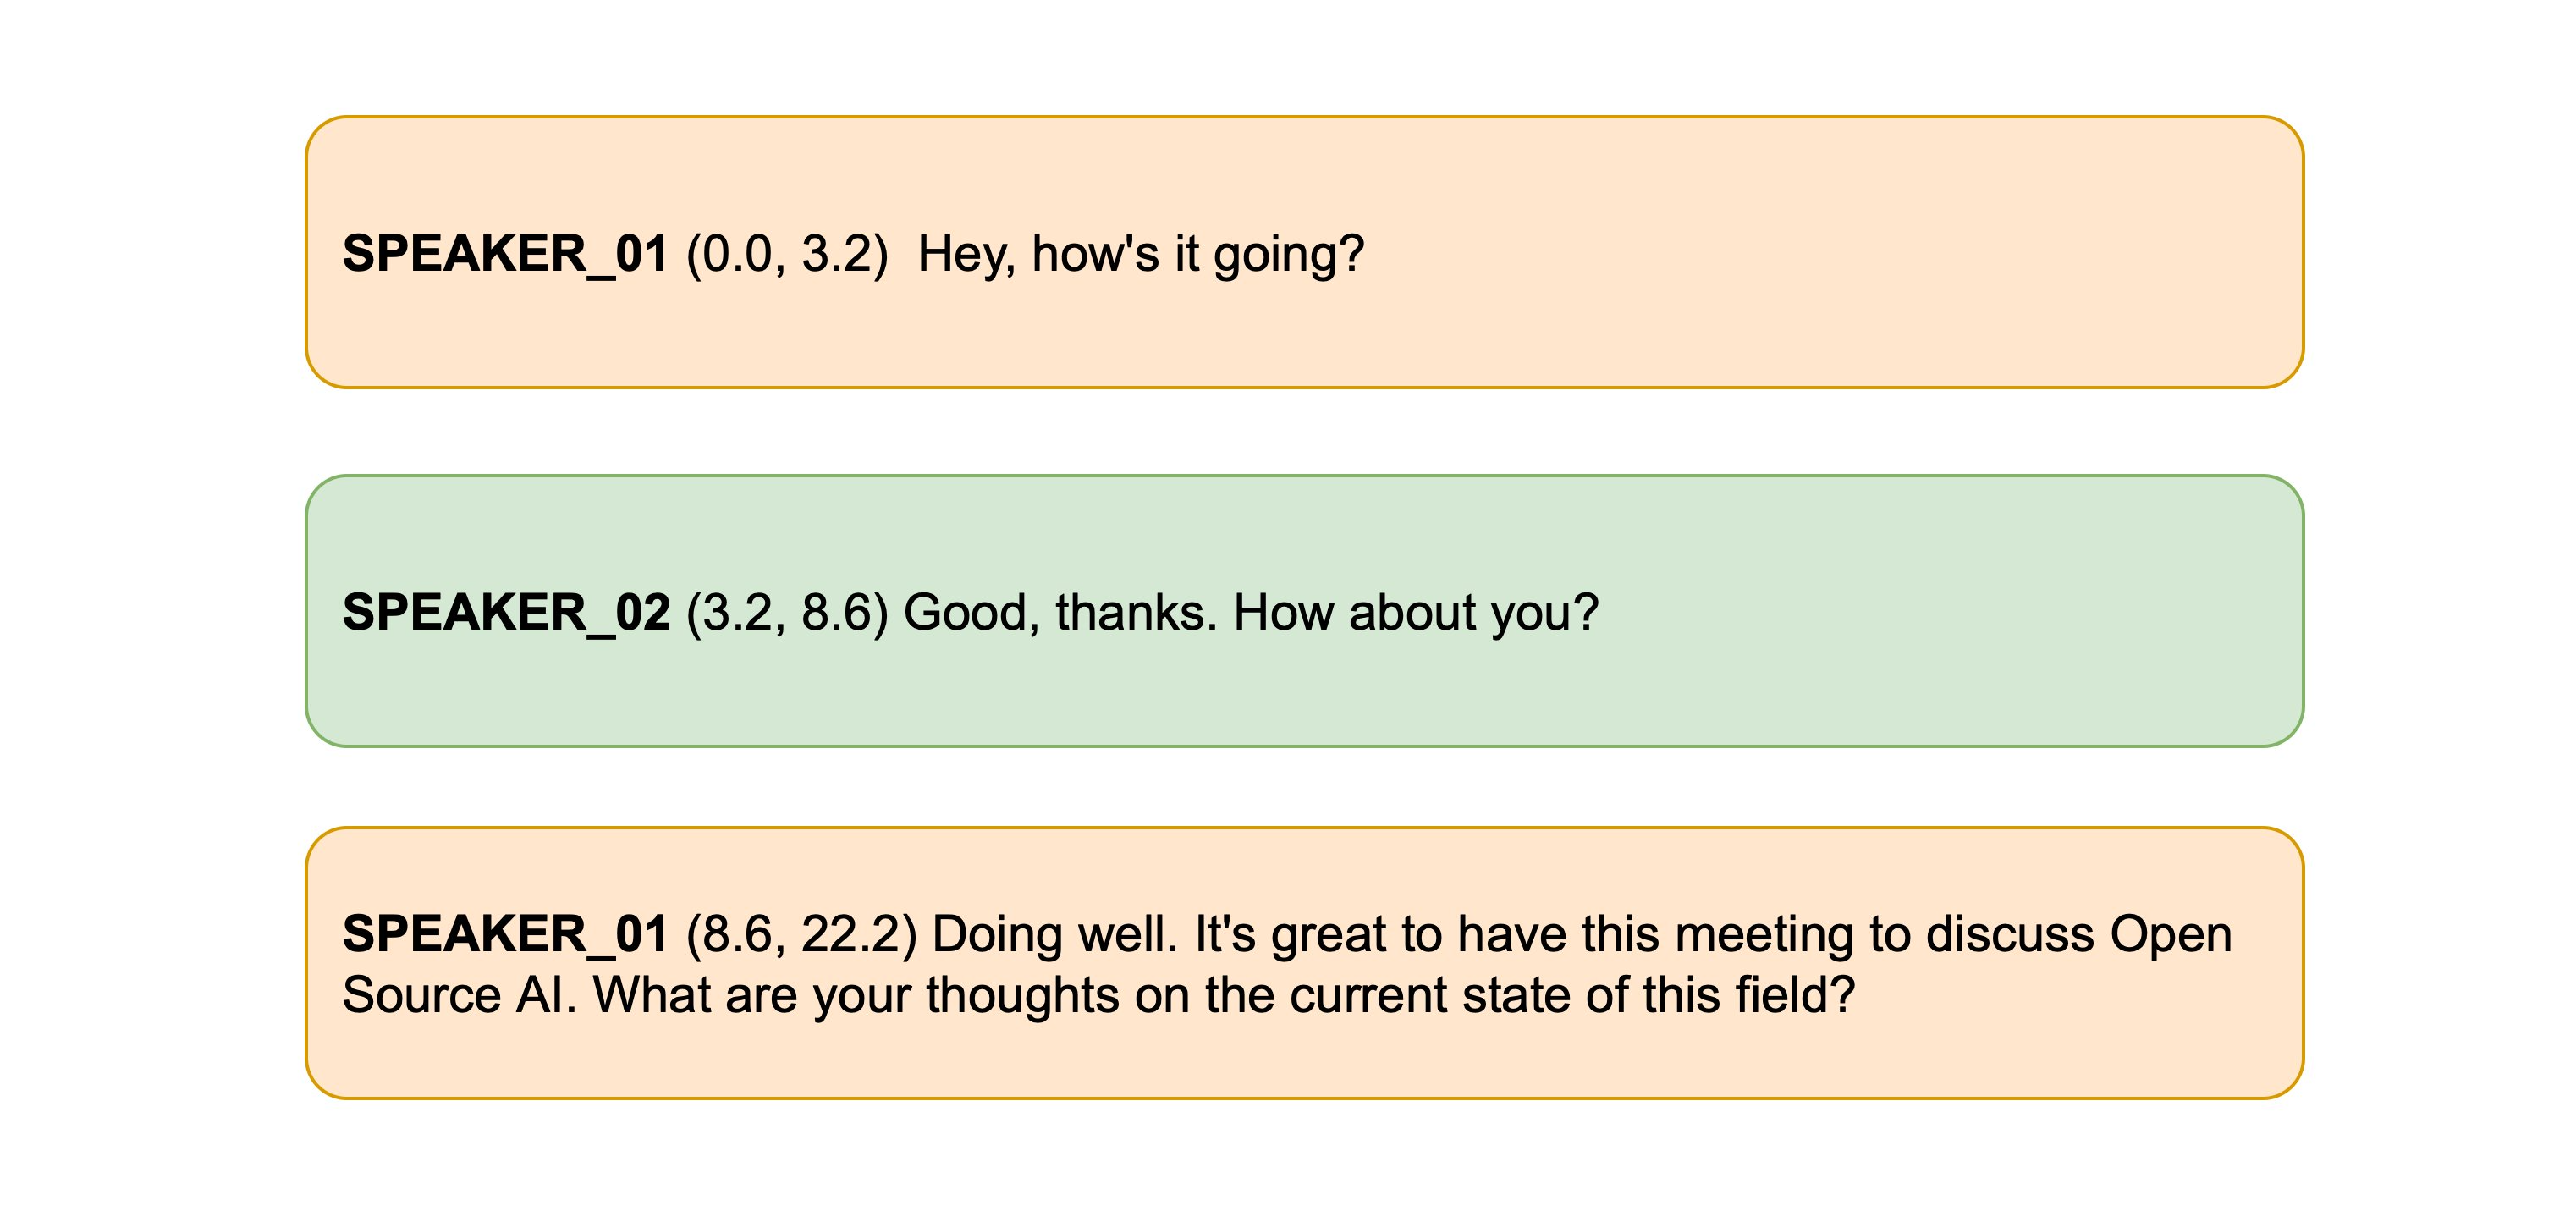 SPEAKER_01 (0.0, 3.2)  Hey, how's it going?
SPEAKER_02 (3.2, 8.6) Good, thanks. How about you?
SPEAKER_01 (8.6, 22.2) Doing well. It's great to have this meeting to discuss Open
Source AI. What are your thoughts on the current state of this field?